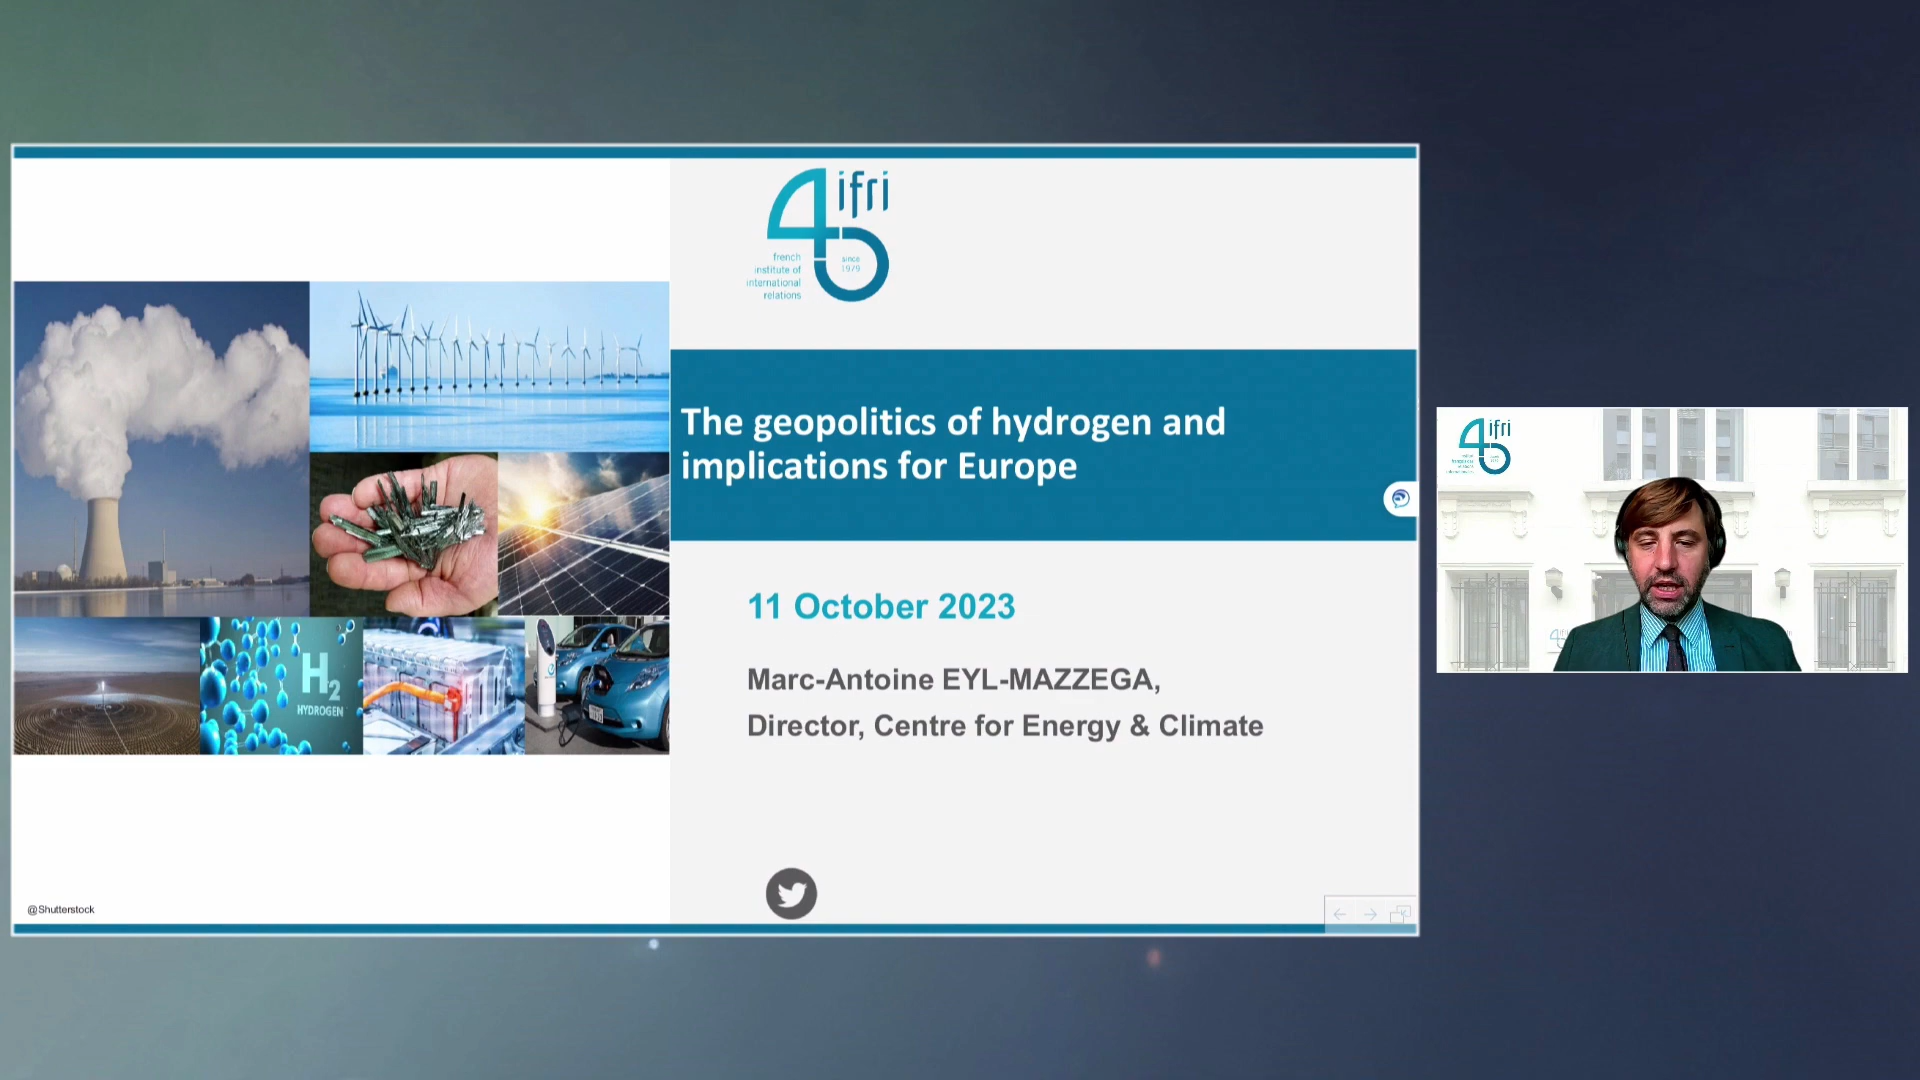 ifri
french
institute of
international
relations
since
1979
The geopolitics of hydrogen and
implications for Europe
11 October 2023
Marc-Antoine EYL-MAZZEGA,
Director, Centre for Energy & Climate
H2
HYDROGEN
@Shutterstock
ifri